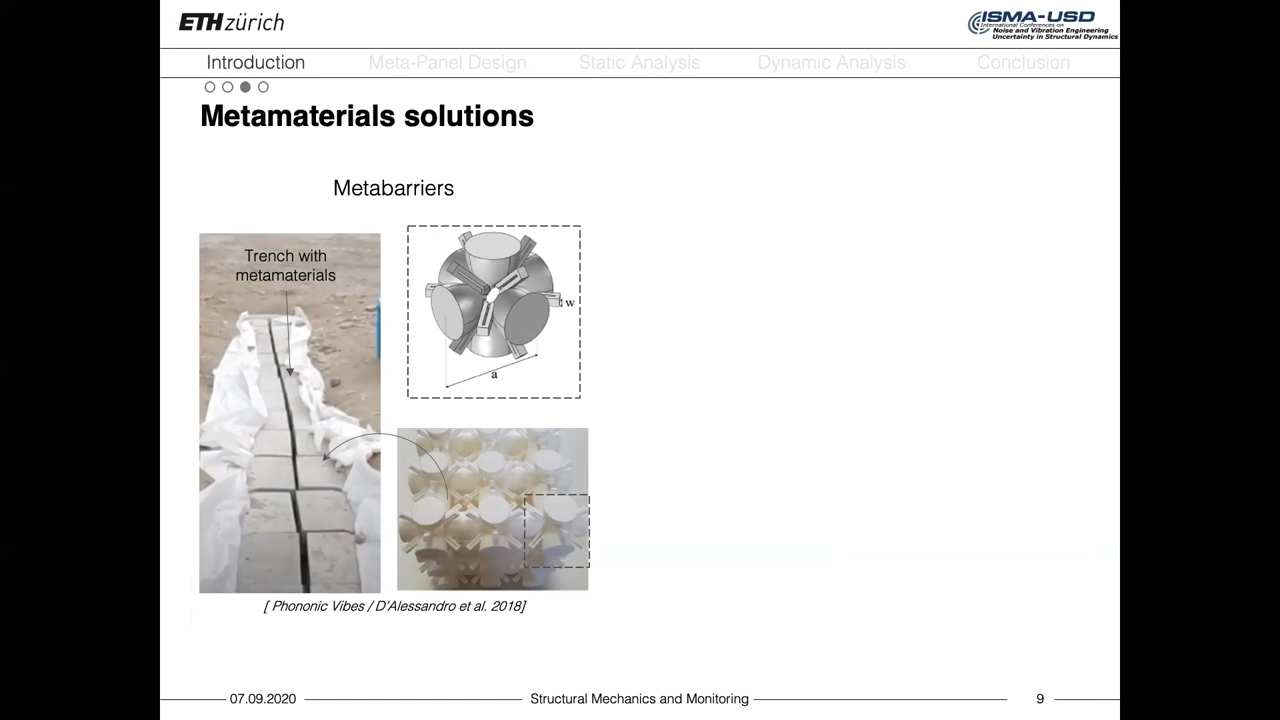 ETH zürich
ISMA-USD
International Conferences on
Noise and Vibration Engineering
Uncertainty in Structural Dynamics
Introduction
Meta-Panel Design
Static Analysis
Dynamic Analysis
Conclusion
Metamaterials solutions
Metabarriers
Trench with
metamaterials
w
a
[ Phononic Vibes / D'Alessandro et al. 2018]
07.09.2020
Structural Mechanics and Monitoring
9